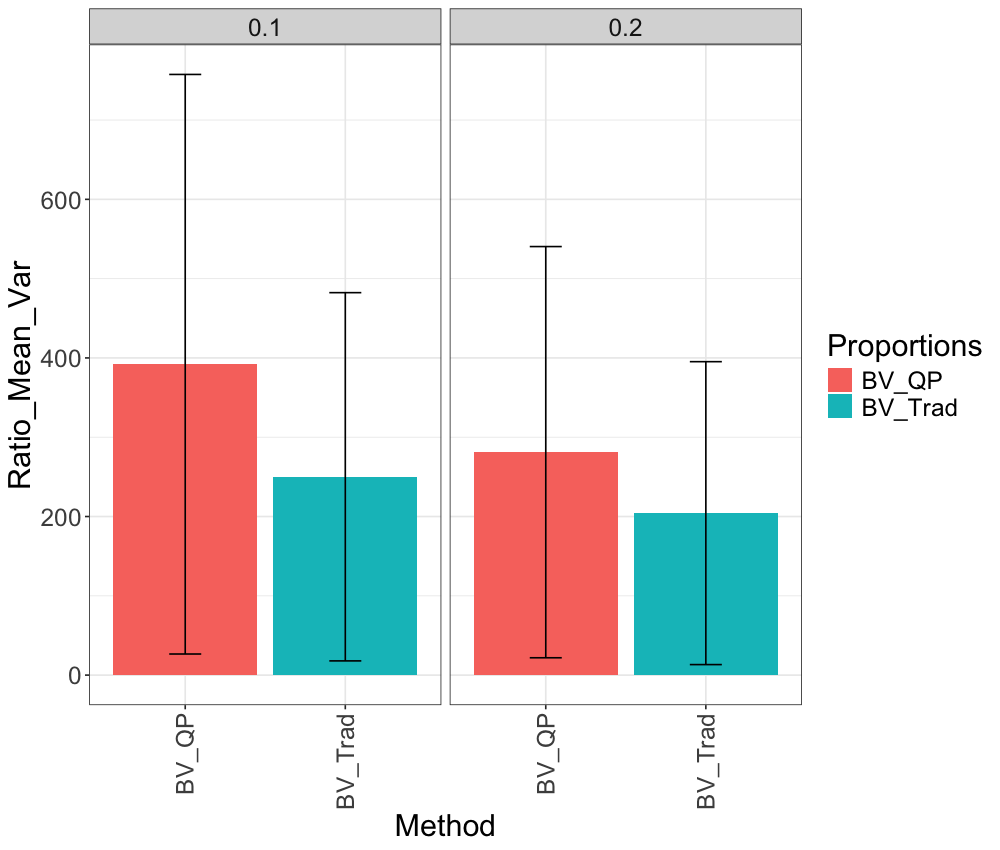 0.1
0.2
Ratio_Mean_Var
600
400
200
0
BV_QP
BV_Trad
BV_QP
BV_Trad
Method
Proportions
BV_QP
BV_Trad